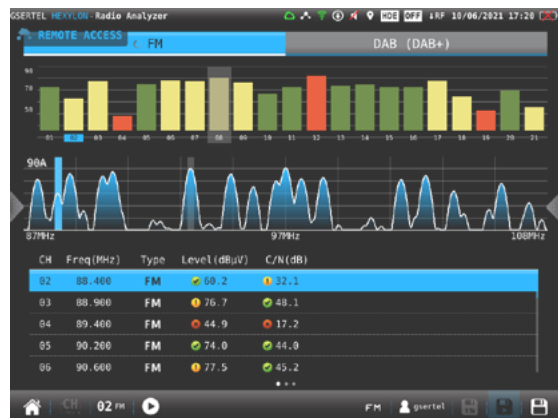 GSERTEL HEXYLON-Radio Analyzer HDE OFF iRF 10/06/2021 17:20
REMOTE ACCESS
FM DAB (DAB+)
90
70
50
01 02 03 04 05 06 07 08 09 10 11 12 13 14 15 16 17 18 19 20 21
90A
87MHz 97MHz 108MHz
CH Freq(MHz) Type Level(dBµV) C/N(dB)
02 88.400 FM 60.2 32.1
03 88.900 FM 76.7 48.1
04 89.400 FM 44.9 17.2
05 90.200 FM 74.0 44.0
06 90.600 FM 77.5 45.2
CH 02 FM FM gsertel